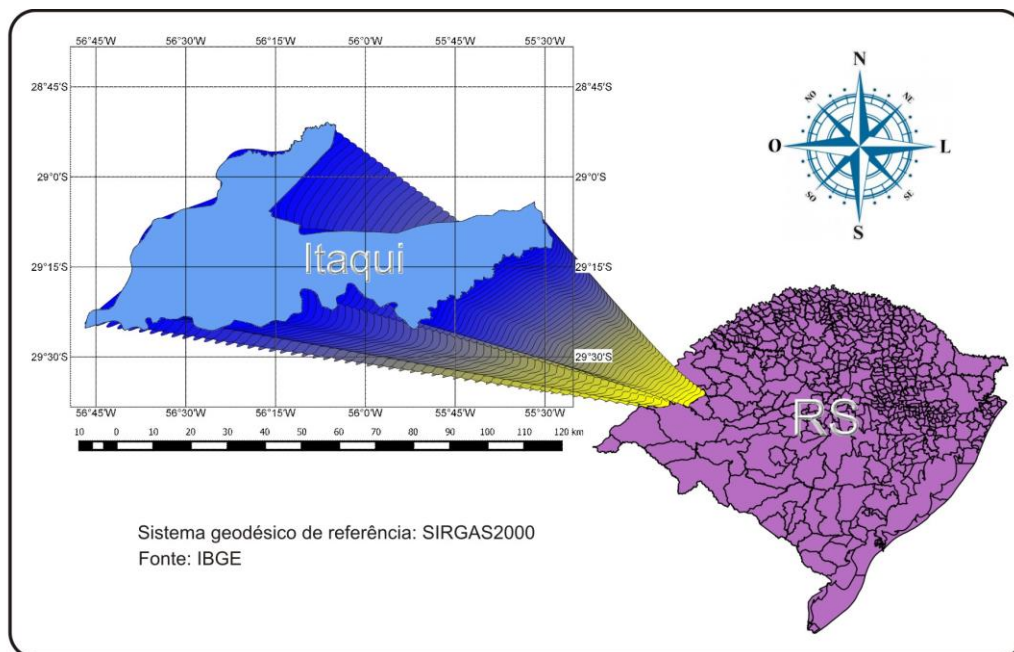 56°45'W 56°30'W 56°15'W 56°0'W 55°45'W 55°30'W
28°45'S 28°45'S
29°0'S 29°0'S
29°15'S 29°15'S
29°30'S 29°30'S
56°45'W 56°30'W 56°15'W 56°0'W 55°45'W 55°30'W
Itaqui
10 0 10 20 30 40 50 60 70 80 90 100 110 120 km
N
NO NE
O L
SO SE
S
RS
Sistema geodésico de referência: SIRGAS2000
Fonte: IBGE